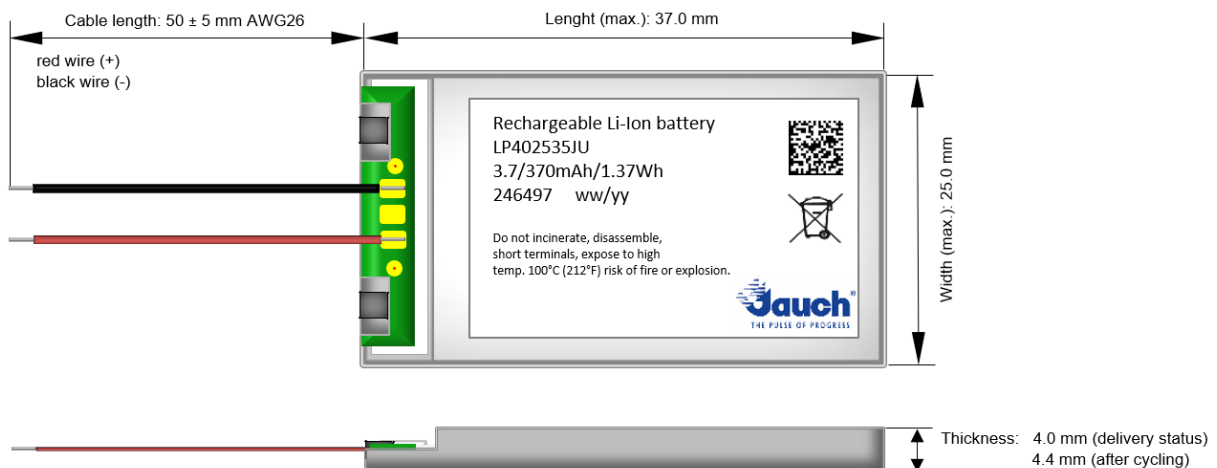 Cable length: 50 ± 5 mm AWG26
Lenght (max.): 37.0 mm
red wire (+)
black wire (-)
Rechargeable Li-Ion battery
LP402535JU
3.7/370mAh/1.37Wh
246497 ww/yy
Do not incinerate, disassemble,
short terminals, expose to high
temp. 100°C (212°F) risk of fire or explosion.
Jauch®
THE PULSE OF PROGRESS
Width (max.): 25.0 mm
Thickness: 4.0 mm (delivery status)
4.4 mm (after cycling)